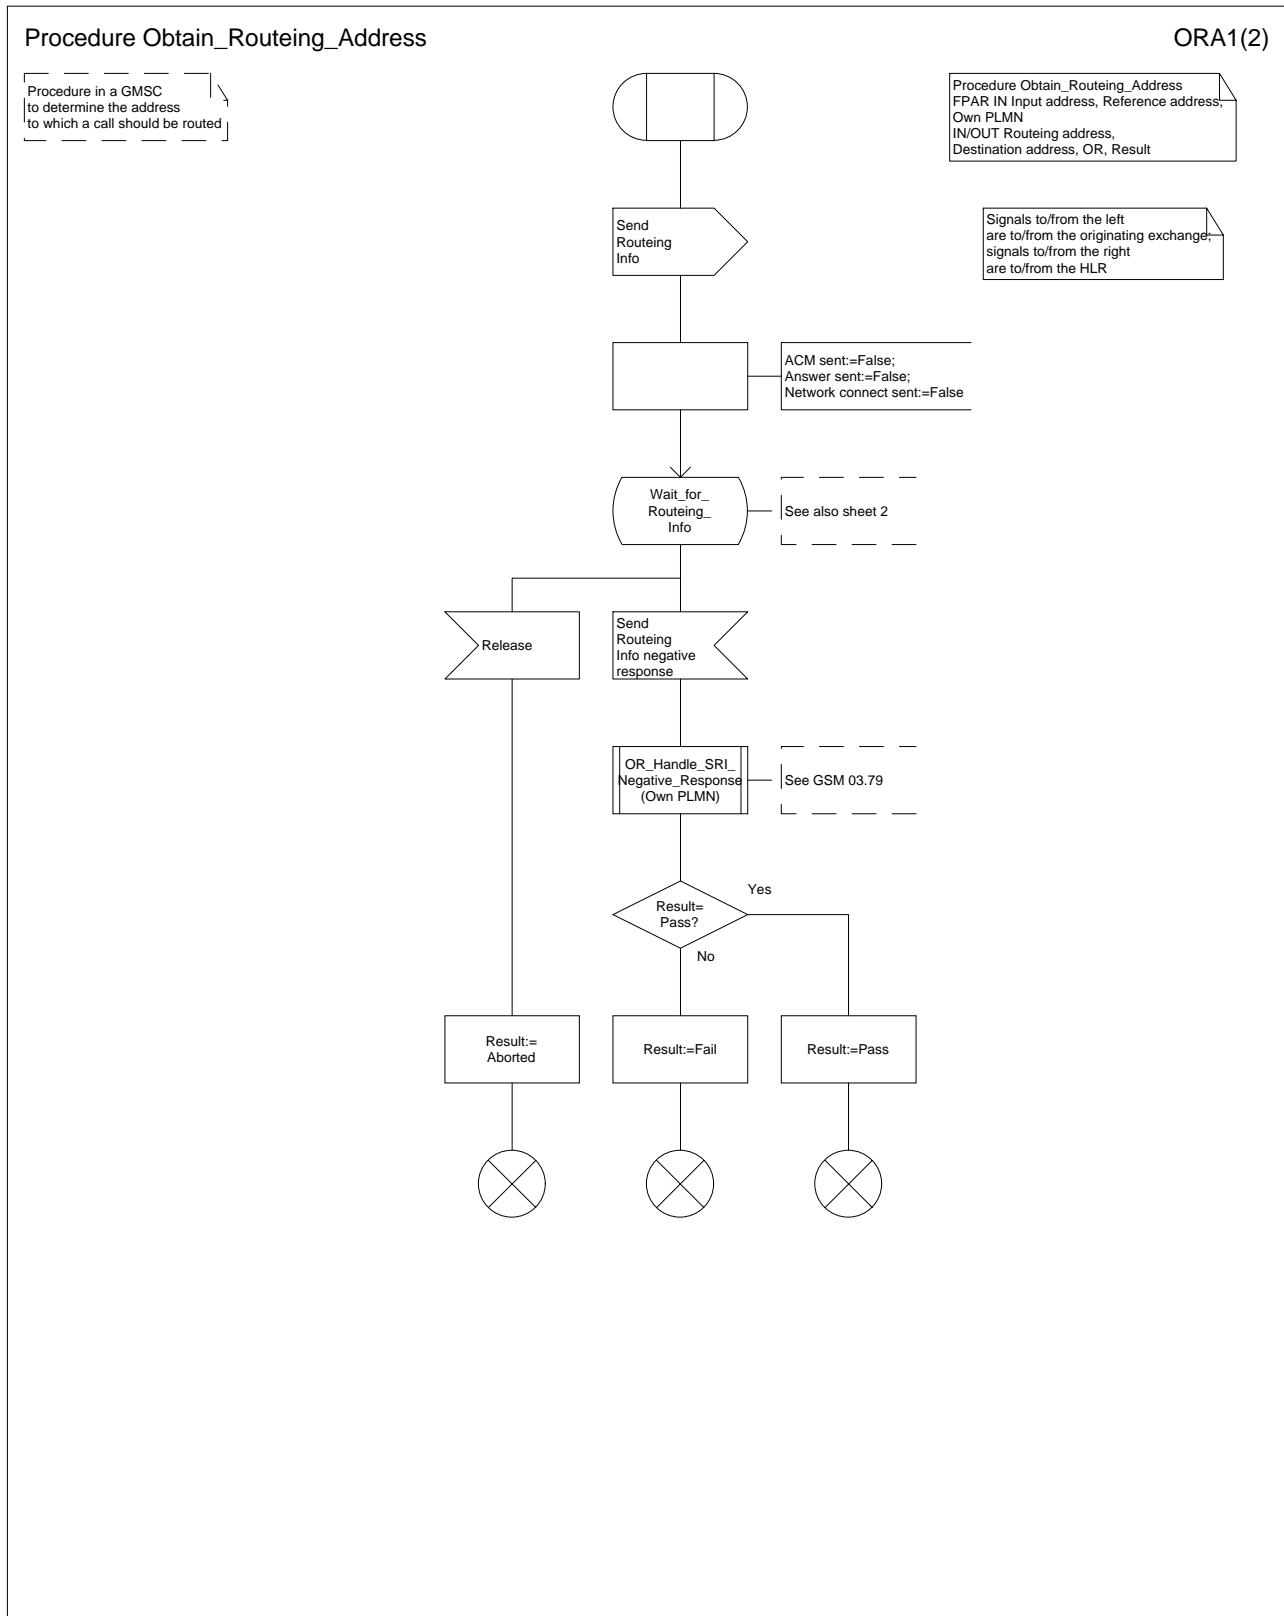 Procedure Obtain_Routeing_Address
ORA1(2)
Procedure in a GMSC
to determine the address
to which a call should be routed
Procedure Obtain_Routeing_Address
FPAR IN Input address, Reference address,
Own PLMN
IN/OUT Routeing address,
Destination address, OR, Result
Send
Routeing
Info
Signals to/from the left
are to/from the originating exchange;
signals to/from the right
are to/from the HLR
ACM sent:=False;
Answer sent:=False;
Network connect sent:=False
Wait_for_
Routeing_
Info
See also sheet 2
Release
Send
Routeing
Info negative
response
OR_Handle_SRI_
Negative_Response
(Own PLMN)
See GSM 03.79
Result=
Pass?
Yes
No
Result:=
Aborted
Result:=Fail
Result:=Pass